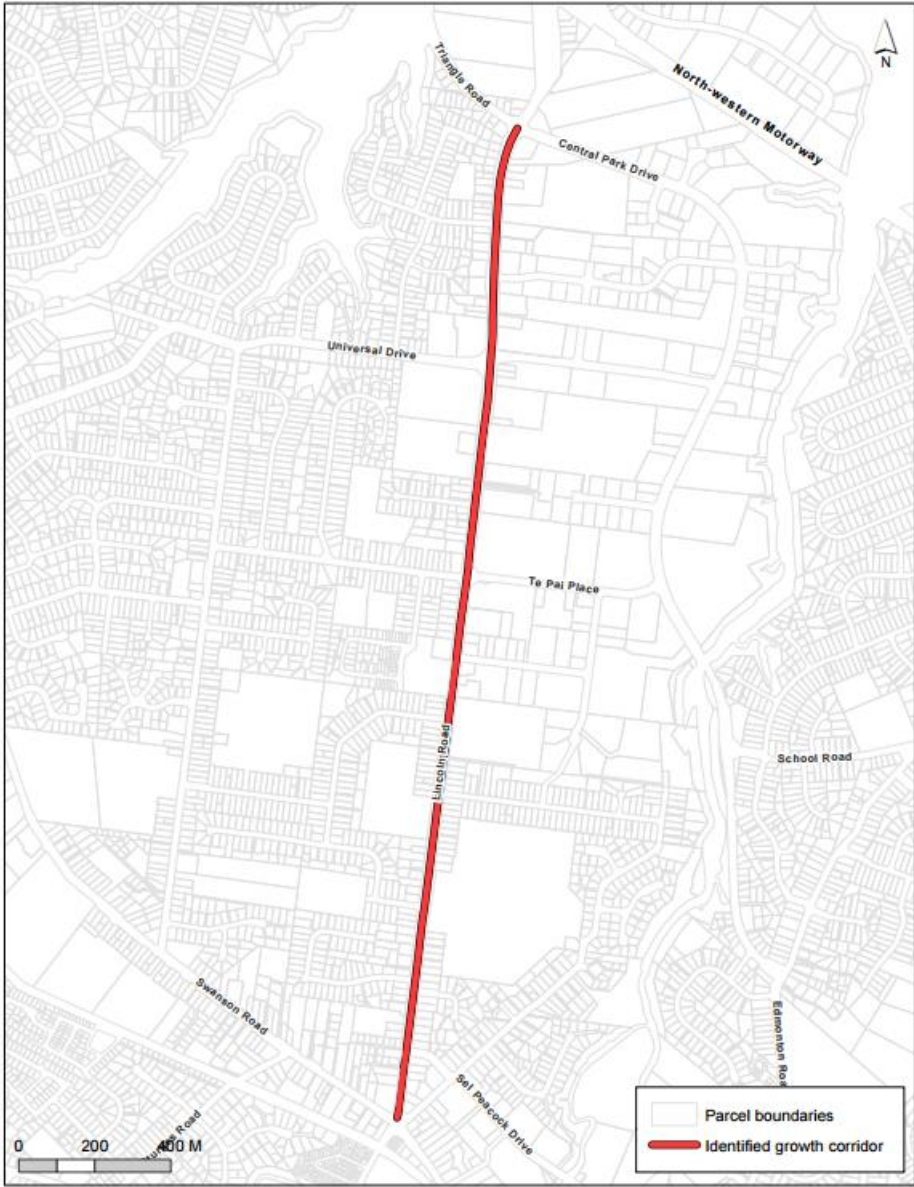 N
Triangle Road
North-western Motorway
Central Park Drive
Universal Drive
Te Pai Place
Lincoln Road
School Road
Swanson Road
Edmonton Roa
Sel Peacock Drive
Road
0 200 400 M
Parcel boundaries
Identified growth corridor